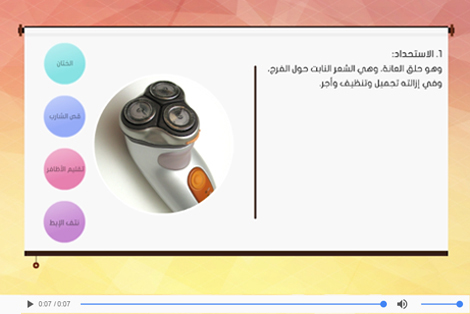 1. الاستحداد:
وهو حلق العانة، وهي الشعر النابت حول الفرج،
وفي إزالته تجميل وتنظيف وأجر.
الختان
قص الشارب
تقليم الأظافر
نتف الإبط
0:07 / 0:07